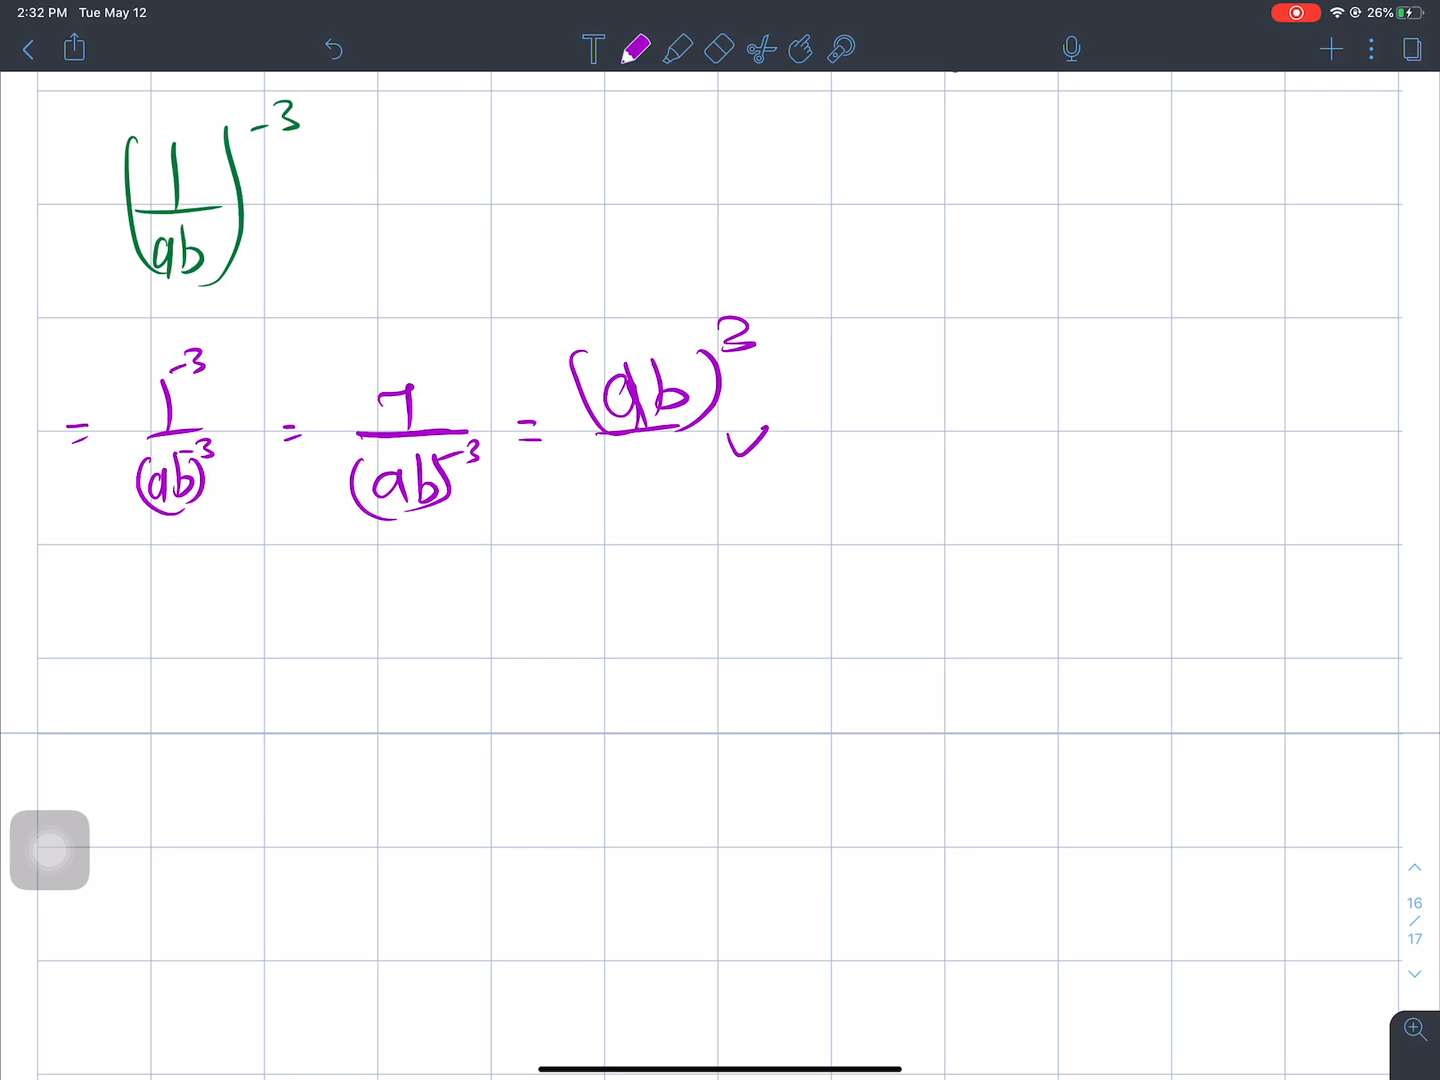 2:32 PM Tue May 12
26%
T
(1/ab)^-3
= 1^-3/(ab)^-3 = 1/(ab)^-3 = (ab)^3
16
/
17